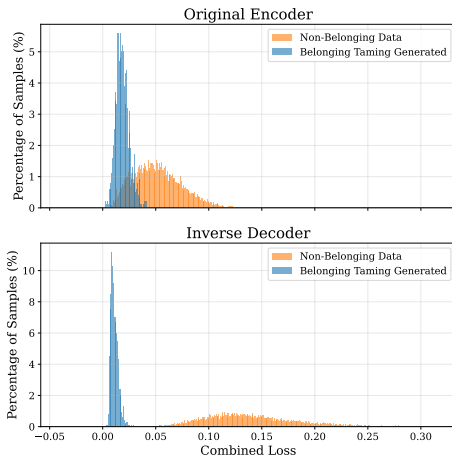 Original Encoder
Percentage of Samples (%)
5
4
3
2
1
0
Non-Belonging Data
Belonging Taming Generated
Inverse Decoder
Percentage of Samples (%)
10
8
6
4
2
0
Non-Belonging Data
Belonging Taming Generated
−0.05 0.00 0.05 0.10 0.15 0.20 0.25 0.30
Combined Loss